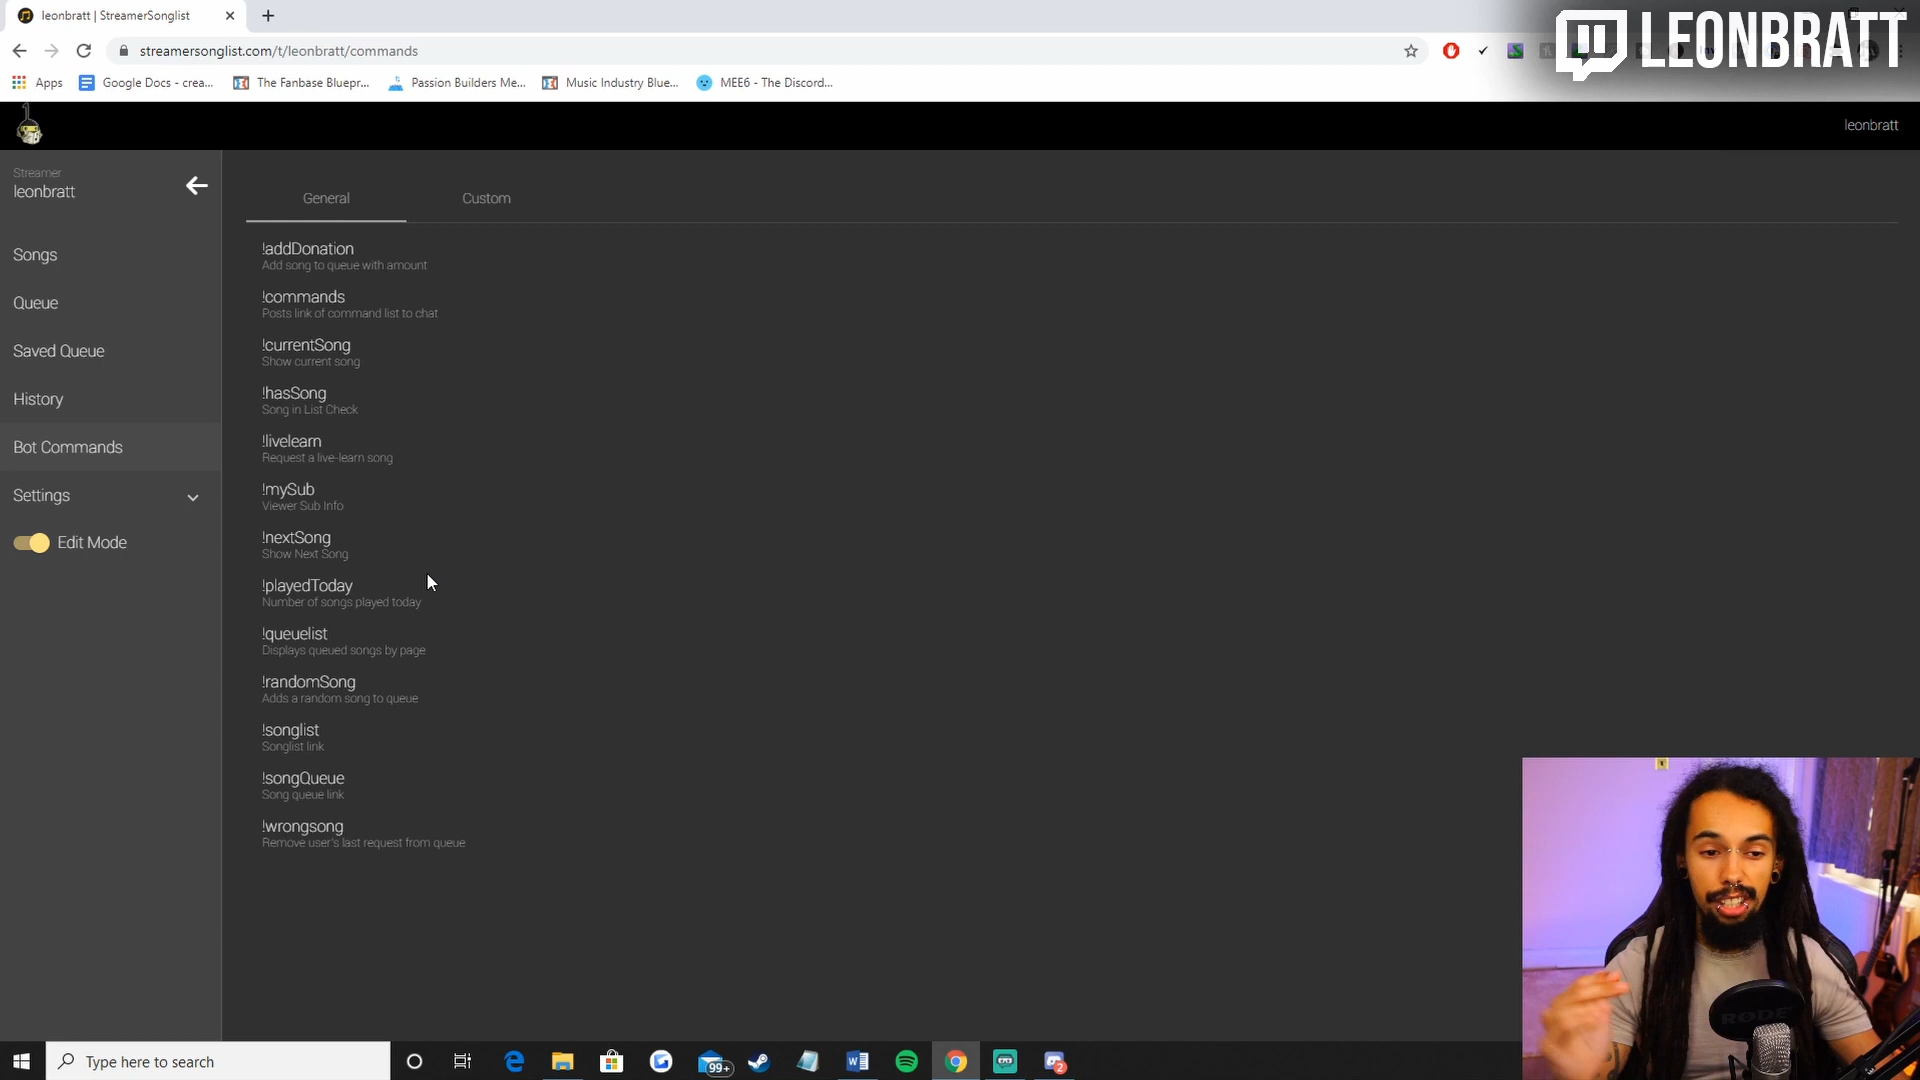 leonbratt | StreamerSonglist
LEONBRATT
streamersonglist.com/t/leonbratt/commands
Apps
Google Docs - crea...
The Fanbase Bluepr...
Passion Builders Me...
Music Industry Blue...
MEE6 - The Discord...
leonbratt
Streamer
leonbratt
Songs
Queue
Saved Queue
History
Bot Commands
Settings
Edit Mode
General
Custom
!addDonation
Add song to queue with amount
!commands
Posts link of command list to chat
!currentSong
Show current song
!hasSong
Song in List Check
!livelearn
Request a live-learn song
!mySub
Viewer Sub Info
!nextSong
Show Next Song
!playedToday
Number of songs played today
!queuelist
Displays queued songs by page
!randomSong
Adds a random song to queue
!songlist
Songlist link
!songQueue
Song queue link
!wrongsong
Remove user's last request from queue
RODE
Type here to search
99+
2